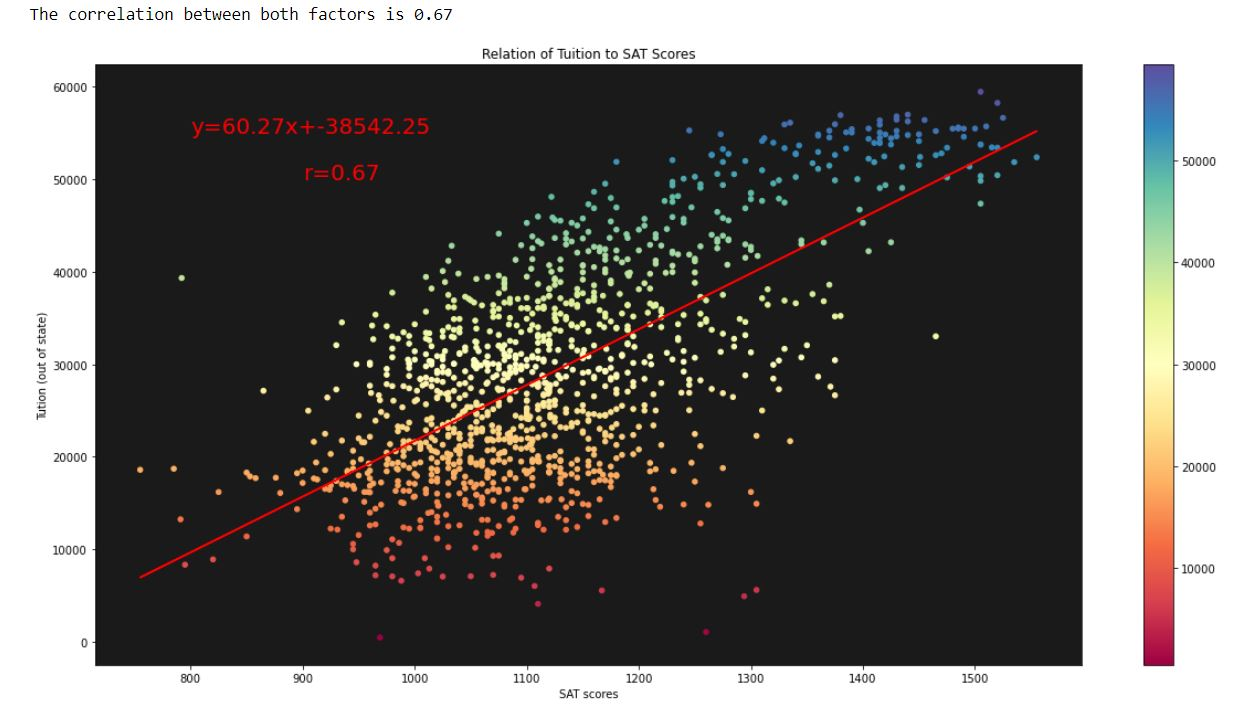 The correlation between both factors is 0.67
Relation of Tuition to SAT Scores
60000
50000
40000
30000
20000
10000
0
Tution (out of state)
y=60.27x+-38542.25
r=0.67
800 900 1000 1100 1200 1300 1400 1500
SAT scores
50000
40000
30000
20000
10000